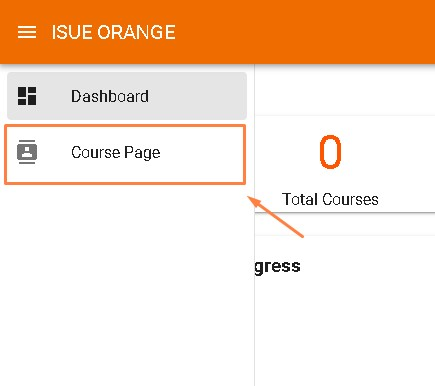 ISUE ORANGE
Dashboard
Course Page
0
Total Courses
gress